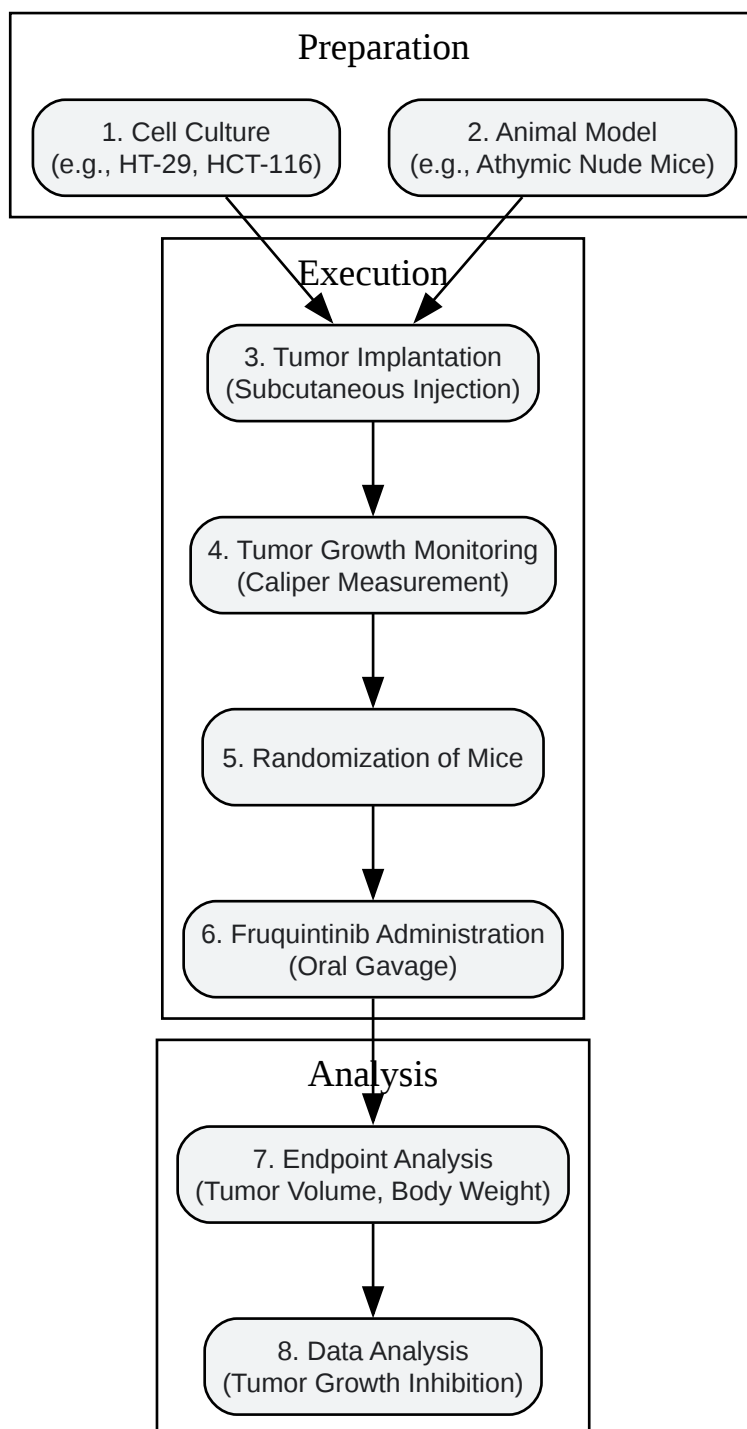 Preparation
1. Cell Culture
(e.g., HT-29, HCT-116)
2. Animal Model
(e.g., Athymic Nude Mice)
Execution
3. Tumor Implantation
(Subcutaneous Injection)
4. Tumor Growth Monitoring
(Caliper Measurement)
5. Randomization of Mice
6. Fruquintinib Administration
(Oral Gavage)
Analysis
7. Endpoint Analysis
(Tumor Volume, Body Weight)
8. Data Analysis
(Tumor Growth Inhibition)